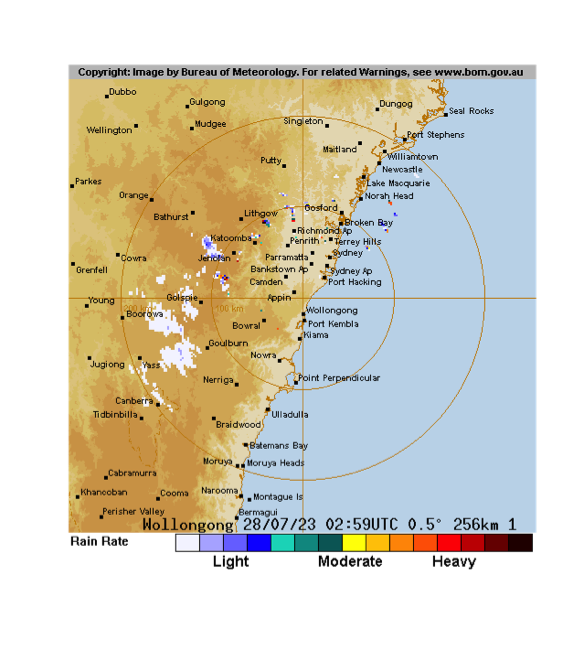 Copyright: Image by Bureau of Meteorology. For related Warnings, see www.bom.gov.au
Dubbo
Gulgong
Dungog
Seal Rocks
Wellington
Mudgee
Singleton
Port Stephens
Maitland
Williamtown
Putty
Newcastle
Parkes
Lake Macquarie
Orange
Norah Head
Bathurst
Lithgow
Gosford
Broken Bay
Richmond Ap
Katoomba
Penrith
Terrey Hills
Cowra
Jenolan
Parramatta
Sydney
Grenfell
Bankstown Ap
Sydney Ap
Camden
Port Hacking
Young
Golspie
Appin
200 km
100 km
Boorowa
Wollongong
Bowral
Port Kembla
Kiama
Goulburn
Jugiong
Yass
Nowra
Nerriga
Point Perpendicular
Canberra
Tidbinbilla
Ulladulla
Braidwood
Batemans Bay
Moruya
Moruya Heads
Cabramurra
Khancoban
Cooma
Narooma
Montague Is
Perisher Valley
Bermagui
Wollongong 28/07/23 02:59UTC 0.5° 256km 1
Rain Rate
Light
Moderate
Heavy